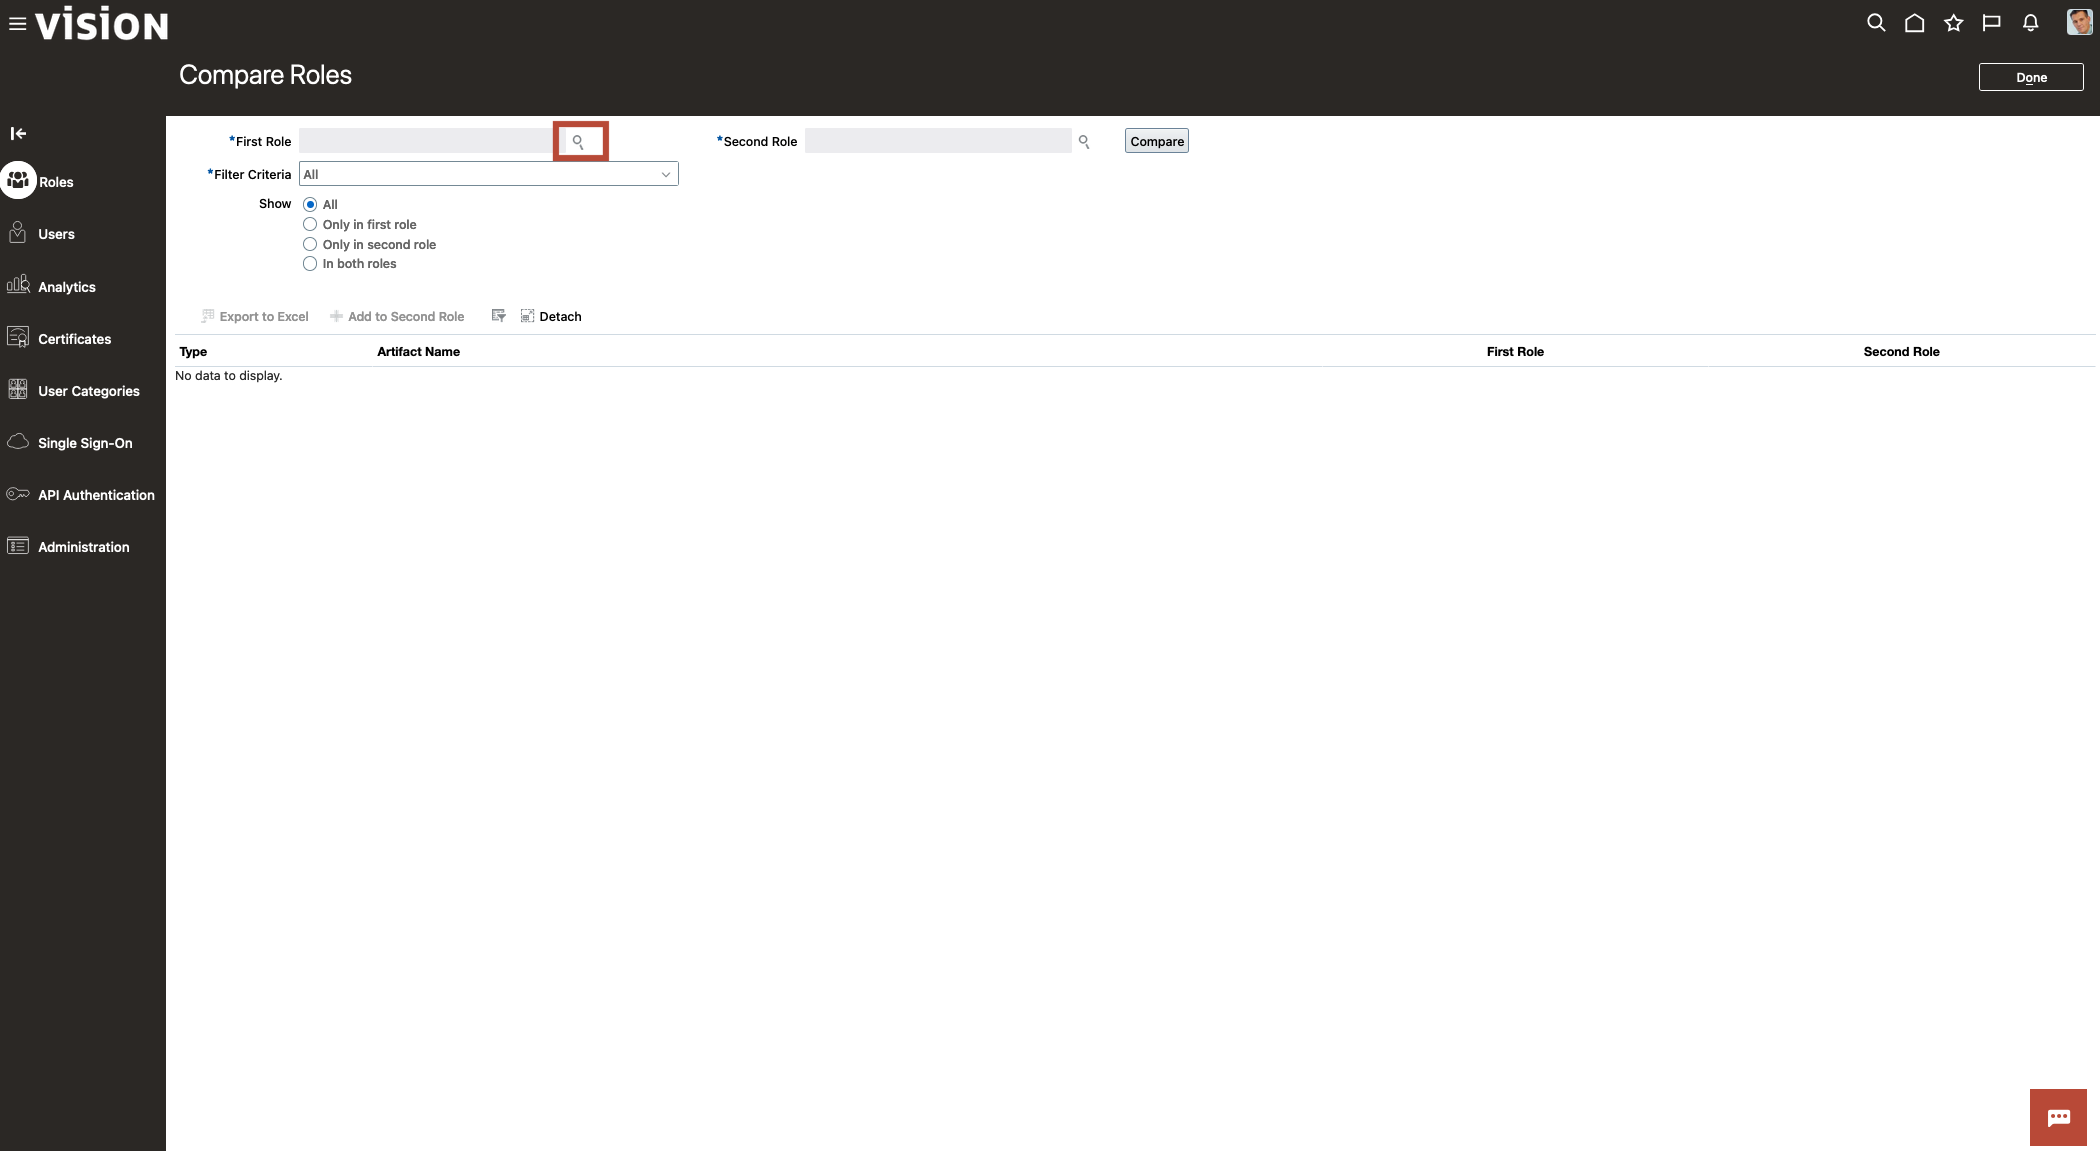 vision
Compare Roles
Done
*First Role
*Second Role
Compare
Roles
*Filter Criteria All
Show
All
Only in first role
Only in second role
In both roles
Users
Analytics
Export to Excel
Add to Second Role
Detach
Certificates
Type
Artifact Name
First Role
Second Role
No data to display.
User Categories
Single Sign-On
API Authentication
Administration